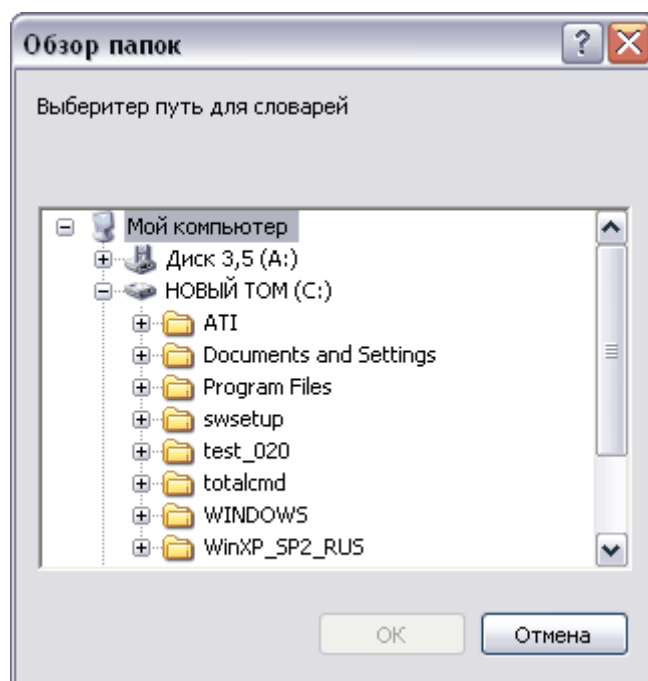 Обзор папок
Выберитер путь для словарей
Мой компьютер
Диск 3,5 (A:)
НОВЫЙ ТОМ (C:)
ATI
Documents and Settings
Program Files
swsetup
test_020
totalcmd
WINDOWS
WinXP_SP2_RUS
ОК
Отмена